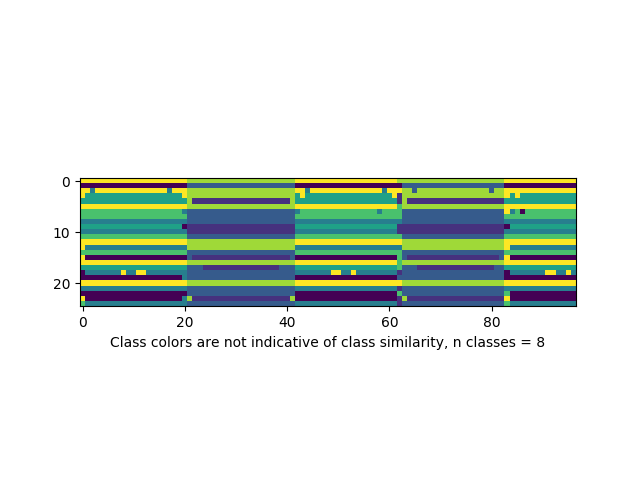 0
10
20
0 20 40 60 80
Class colors are not indicative of class similarity, n classes = 8